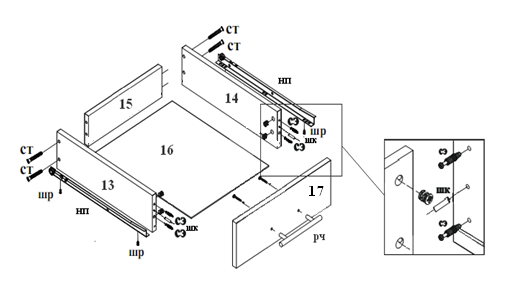 ст
ст
нп
15
14
сэ
шр
шк
сэ
16
ст
ст
13
17
сэ
шк
шр
нп
сэ
шк
сэ
шр
рч
сэ